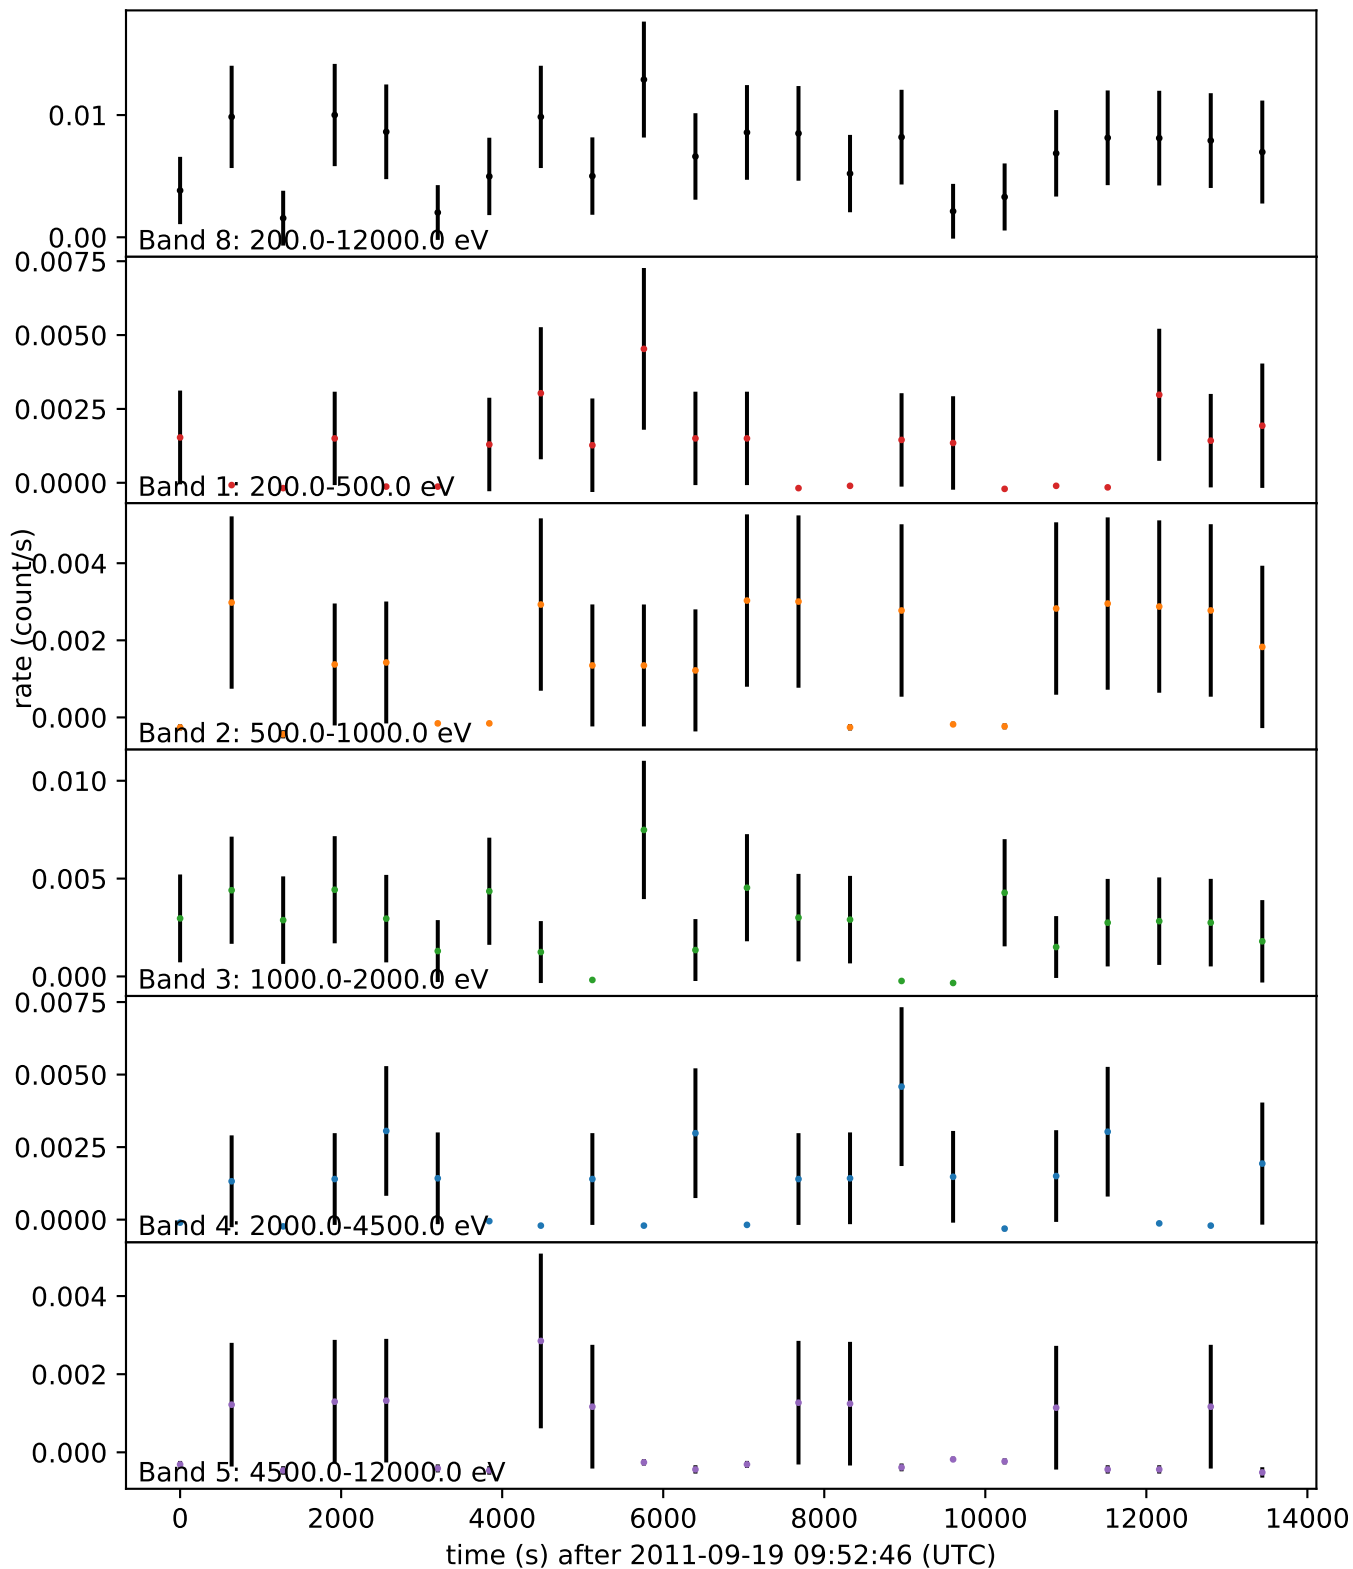 0.01
0.00
Band 8: 200.0-12000.0 eV
0.0075
0.0050
0.0025
0.0000
Band 1: 200.0-500.0 eV
rate (count/s)
0.004
0.002
0.000
Band 2: 500.0-1000.0 eV
0.010
0.005
0.000
Band 3: 1000.0-2000.0 eV
0.0075
0.0050
0.0025
0.0000
Band 4: 2000.0-4500.0 eV
0.004
0.002
0.000
Band 5: 4500.0-12000.0 eV
0 2000 4000 6000 8000 10000 12000 14000
time (s) after 2011-09-19 09:52:46 (UTC)